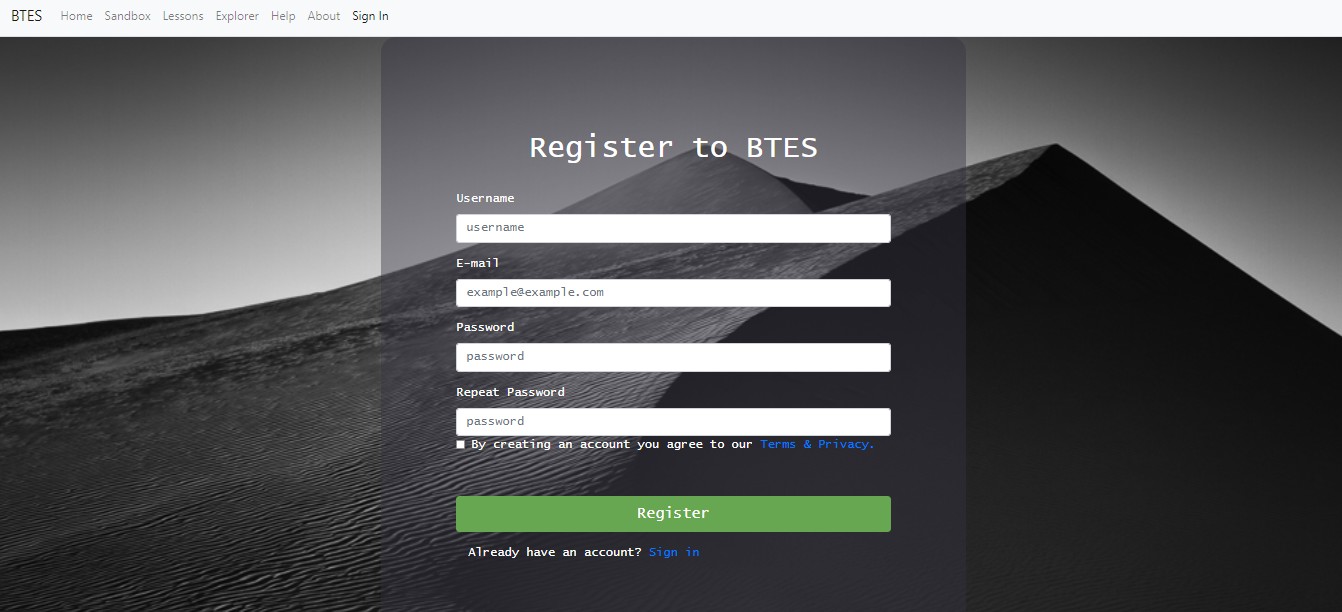 BTES Home Sandbox Lessons Explorer Help About Sign In
Register to BTES
Username
username
E-mail
example@example.com
Password
password
Repeat Password
password
By creating an account you agree to our Terms & Privacy.
Register
Already have an account? Sign in